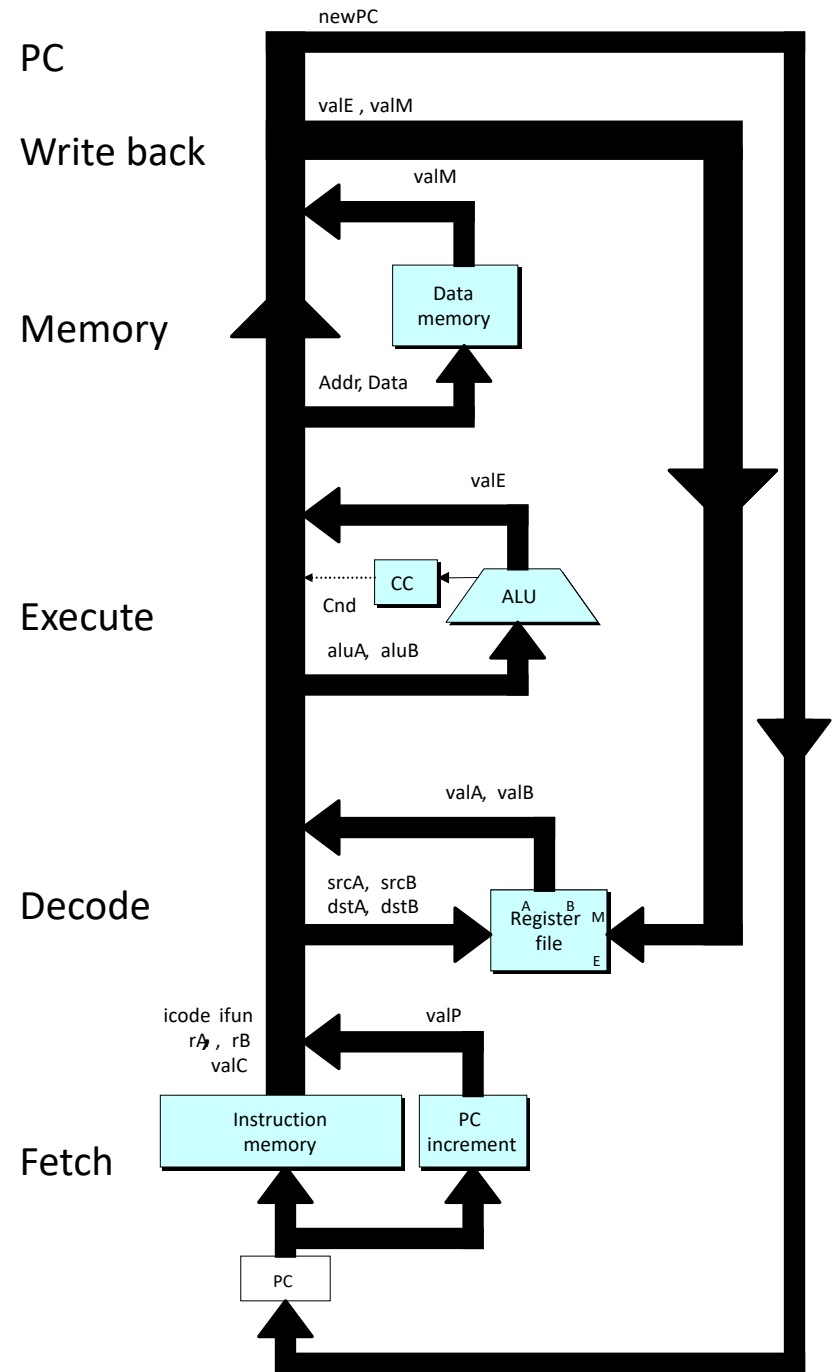 newPC
PC
valE , valM
Write back
valM
Data
memory
Memory
Addr, Data
valE
CC
ALU
Cnd
Execute
aluA, aluB
valA, valB
srcA, srcB
dstA, dstB
Decode
A B
Register M
file
E
icode ifun
rA, , rB
valC
valP
Instruction
memory
PC
increment
Fetch
PC